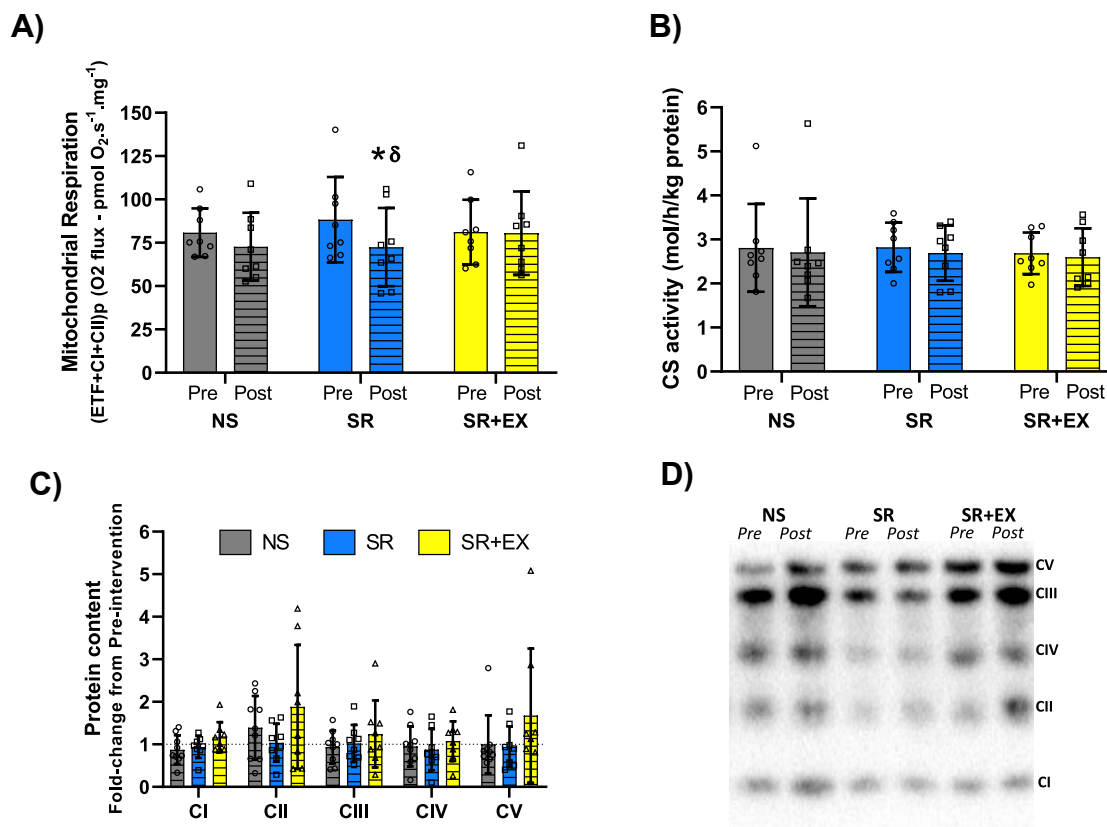 A)
Mitochondrial Respiration
(ETF+CI+CII)p (O2 flux - pmol O₂.s⁻¹.mg⁻¹)
150
125
100
75
50
25
0
*δ
Pre Post Pre Post Pre Post
NS SR SR+EX
B)
CS activity (mol/h/kg protein)
6
5
4
3
2
1
0
Pre Post Pre Post Pre Post
NS SR SR+EX
C)
Protein content
Fold-change from Pre-intervention
6
5
4
3
2
1
0
NS SR SR+EX
CI CII CIII CIV CV
D)
NS SR SR+EX
Pre Post Pre Post Pre Post
CV
CIII
CIV
CII
CI